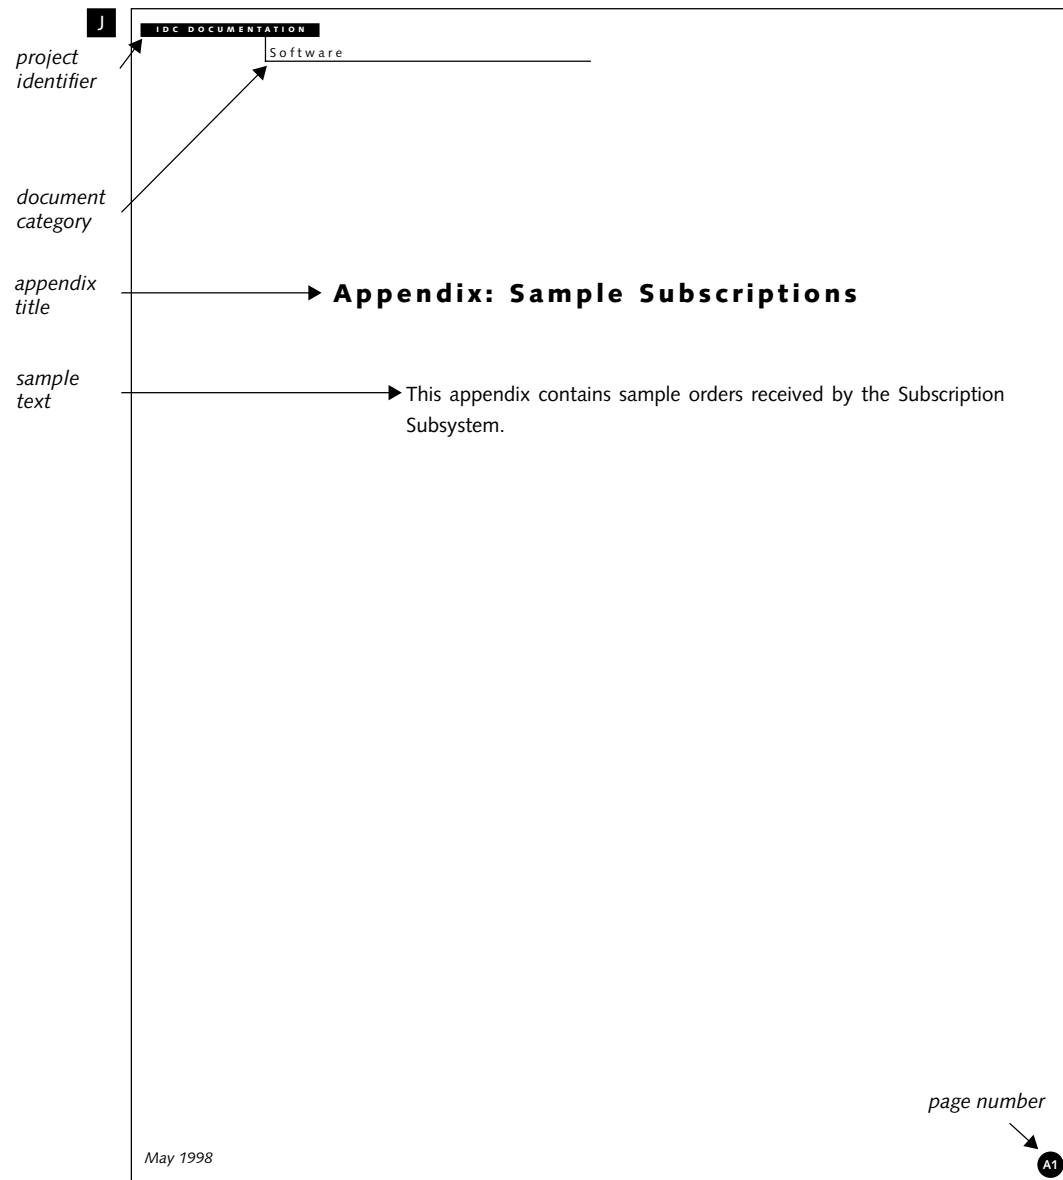 J
IDC DOCUMENTATION
Software
project
identifier
document
category
appendix
title
Appendix: Sample Subscriptions
sample
text
This appendix contains sample orders received by the Subscription
Subsystem.
page number
May 1998
A1